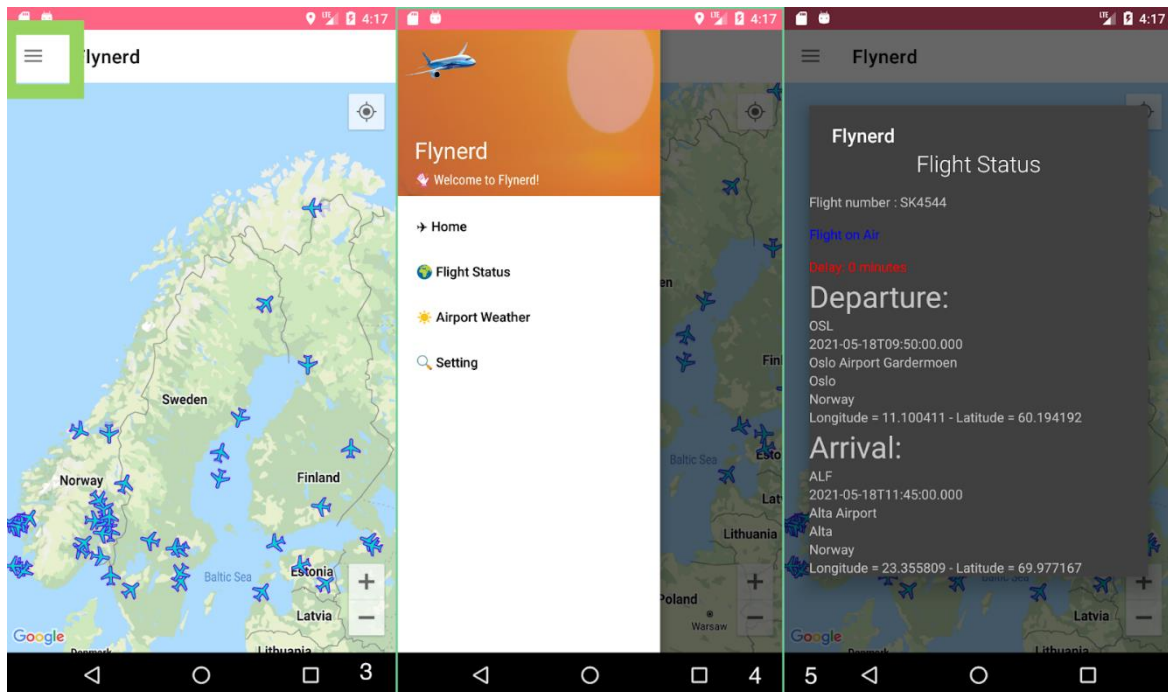 4:17
lynerd
Sweden
Norway
Finland
Baltic Sea
Estonia
Latvia
Google
3
4:17
Flynerd
Welcome to Flynerd!
Home
Flight Status
Airport Weather
Setting
en
Fin
Baltic Sea
Esto
Lat
Lithuania
Poland
Warsaw
4
4:17
Flynerd
Flynerd
Flight Status
Flight number : SK4544
Flight on Air
Delay: 0 minutes
Departure:
OSL
2021-05-18T09:50:00.000
Oslo Airport Gardermoen
Oslo
Norway
Longitude = 11.100411 - Latitude = 60.194192
Arrival:
ALF
2021-05-18T11:45:00.000
Alta Airport
Alta
Norway
Longitude = 23.355809 - Latitude = 69.977167
Latvia
Google
5